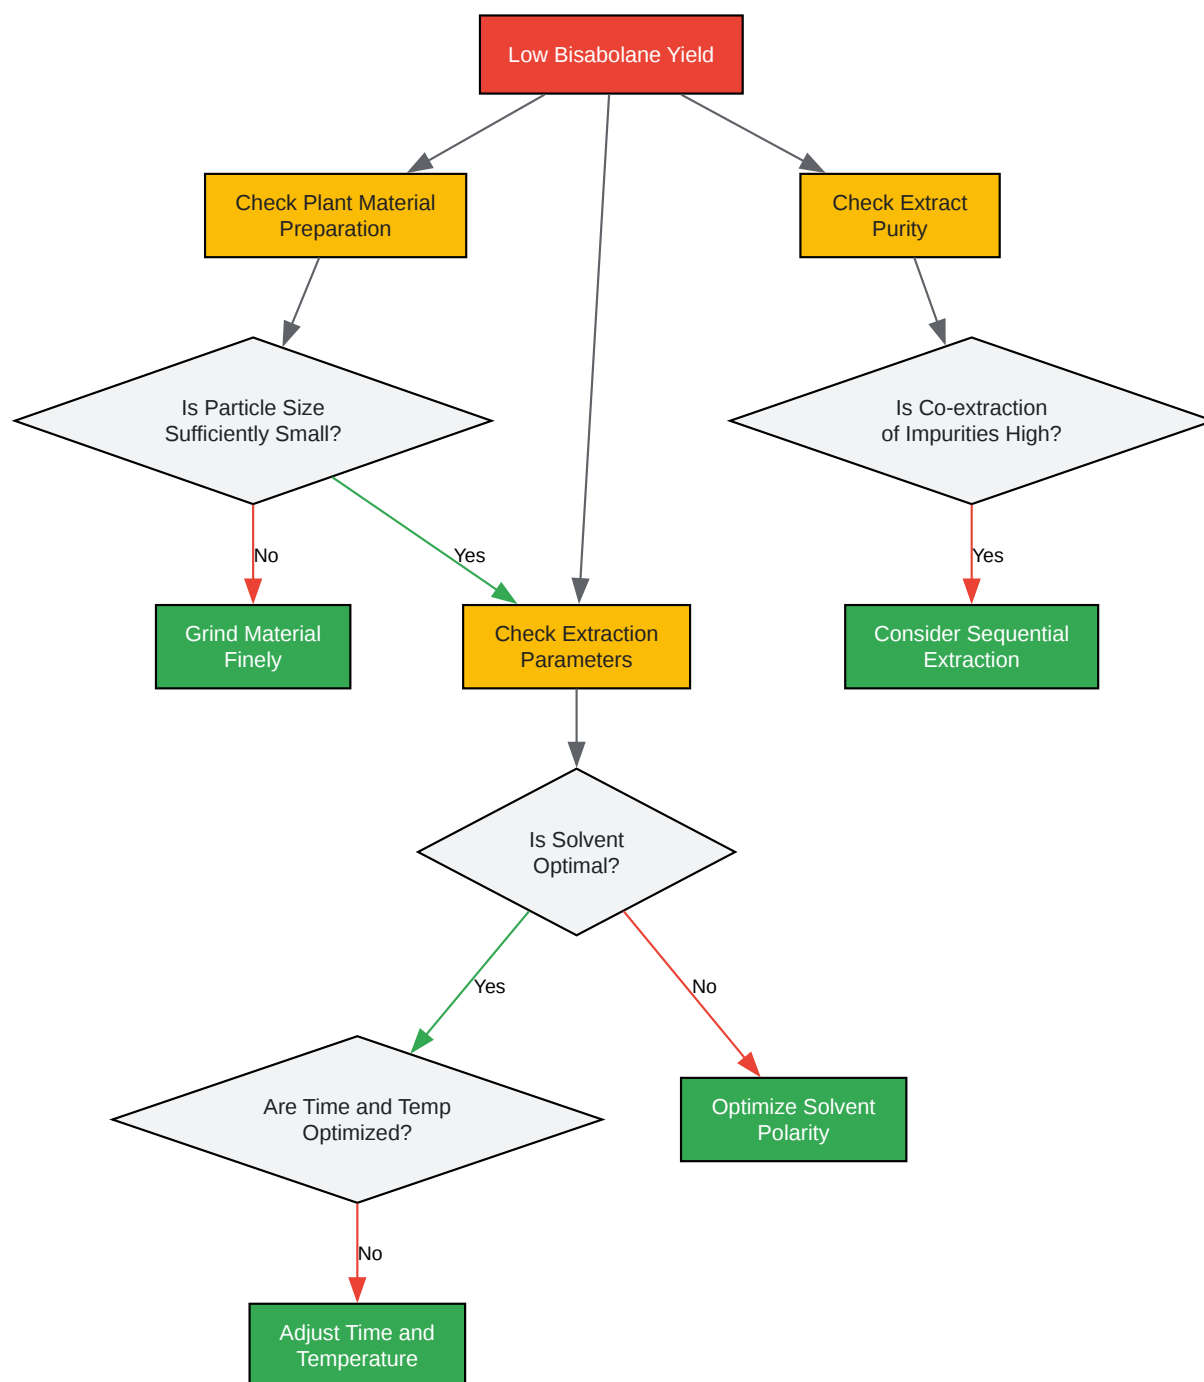 Low Bisabolane Yield
Check Plant Material
Preparation
Check Extract
Purity
Is Particle Size
Sufficiently Small?
Is Co-extraction
of Impurities High?
No
Yes
Yes
Grind Material
Finely
Check Extraction
Parameters
Consider Sequential
Extraction
Is Solvent
Optimal?
Yes
No
Are Time and Temp
Optimized?
Optimize Solvent
Polarity
No
Adjust Time and
Temperature